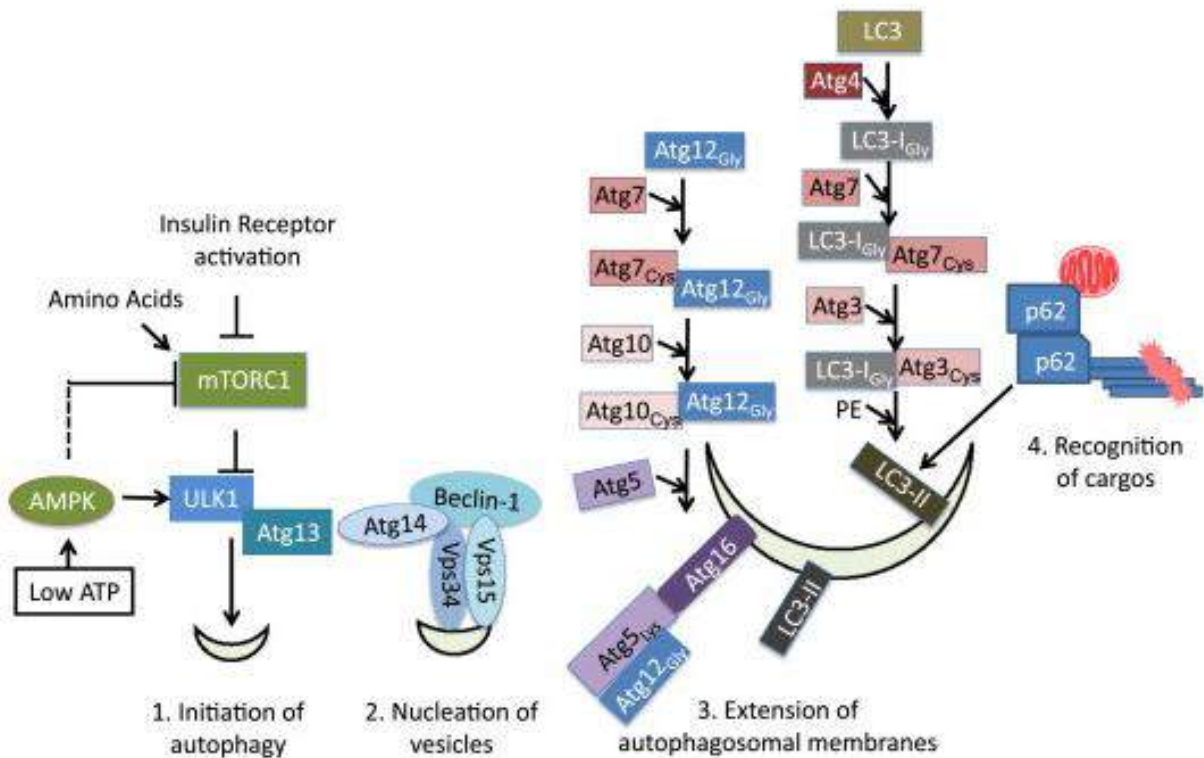 Insulin Receptor
activation
Amino Acids
mTORC1
AMPK
ULK1
Atg13
Low ATP
1. Initiation of
autophagy
Beclin-1
Atg14
Vps34
Vps15
2. Nucleation of
vesicles
Atg12Gly
Atg7
Atg7Cys
Atg12Gly
Atg10
Atg10Cys
Atg12Gly
Atg5
Atg16
Atg5Lys
Atg12Gly
LC3
Atg4
LC3-IGly
Atg7
LC3-IGly
Atg7Cys
Atg3
LC3-IGly
Atg3Cys
PE
LC3-II
LC3-II
3. Extension of
autophagosomal membranes
p62
p62
4. Recognition
of cargos